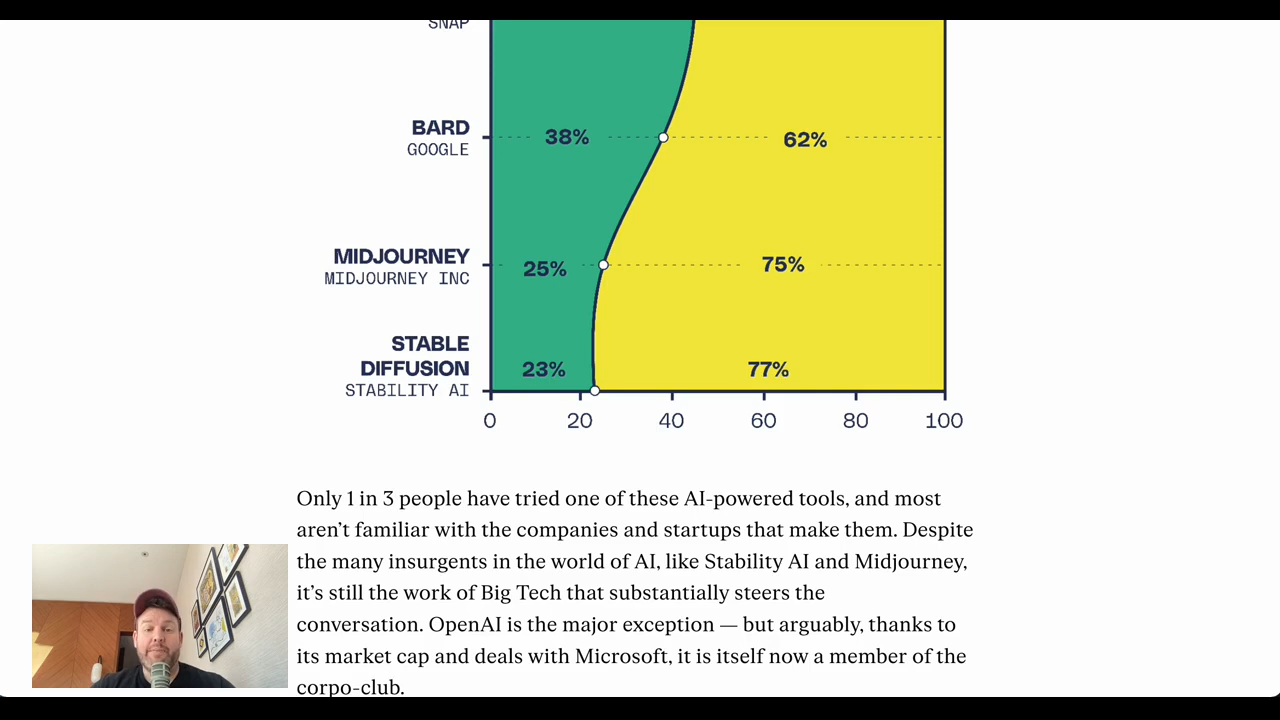 SNAP
BARD
GOOGLE
38%
62%
MIDJOURNEY
MIDJOURNEY INC
25%
75%
STABLE
DIFFUSION
STABILITY AI
23%
77%
0 20 40 60 80 100
Only 1 in 3 people have tried one of these AI-powered tools, and most
aren’t familiar with the companies and startups that make them. Despite
the many insurgents in the world of AI, like Stability AI and Midjourney,
it’s still the work of Big Tech that substantially steers the
conversation. OpenAI is the major exception — but arguably, thanks to
its market cap and deals with Microsoft, it is itself now a member of the
corpo-club.